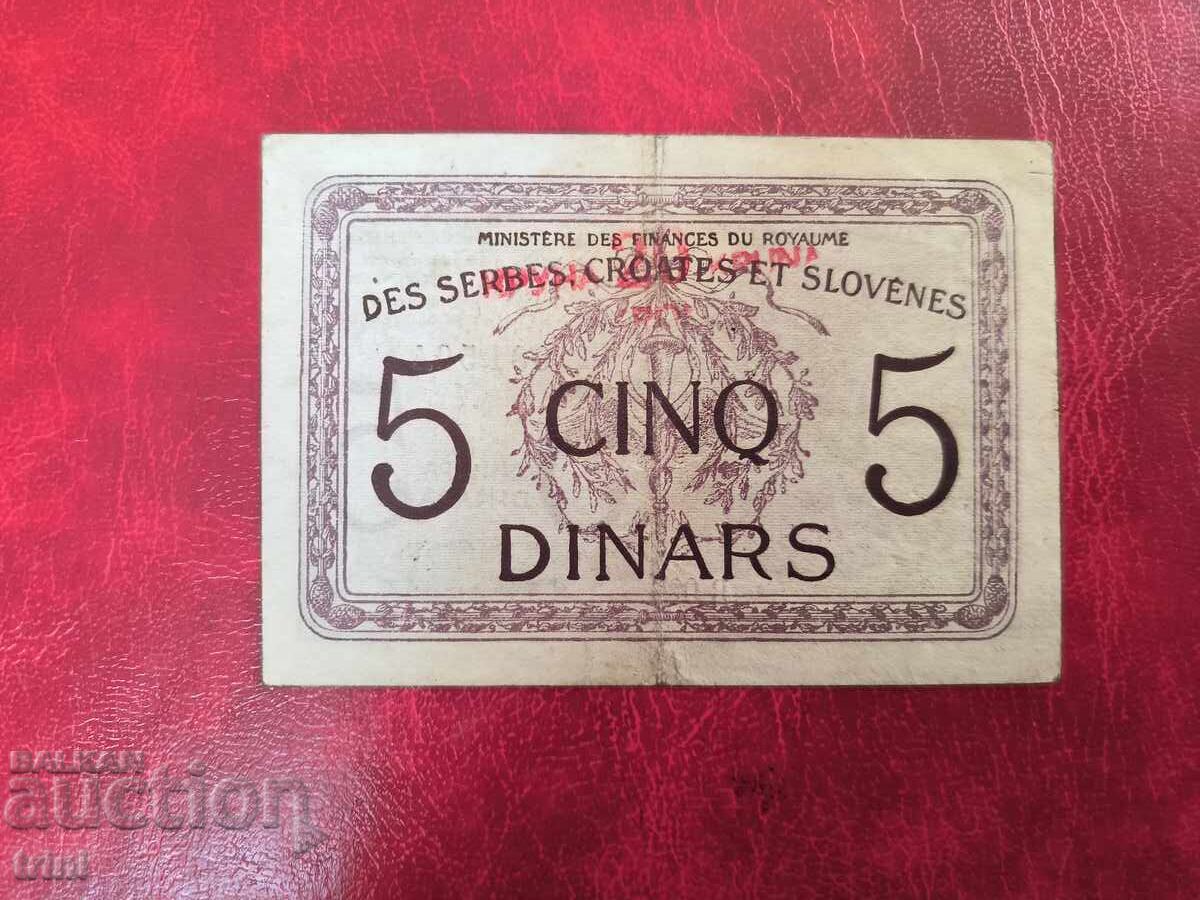 MINISTÈRE DES FINANCES DU ROYAUME
DES SERBES, CROATES ET SLOVÈNES
5 CINQ 5
DINARS
BALKAN
auction
trini